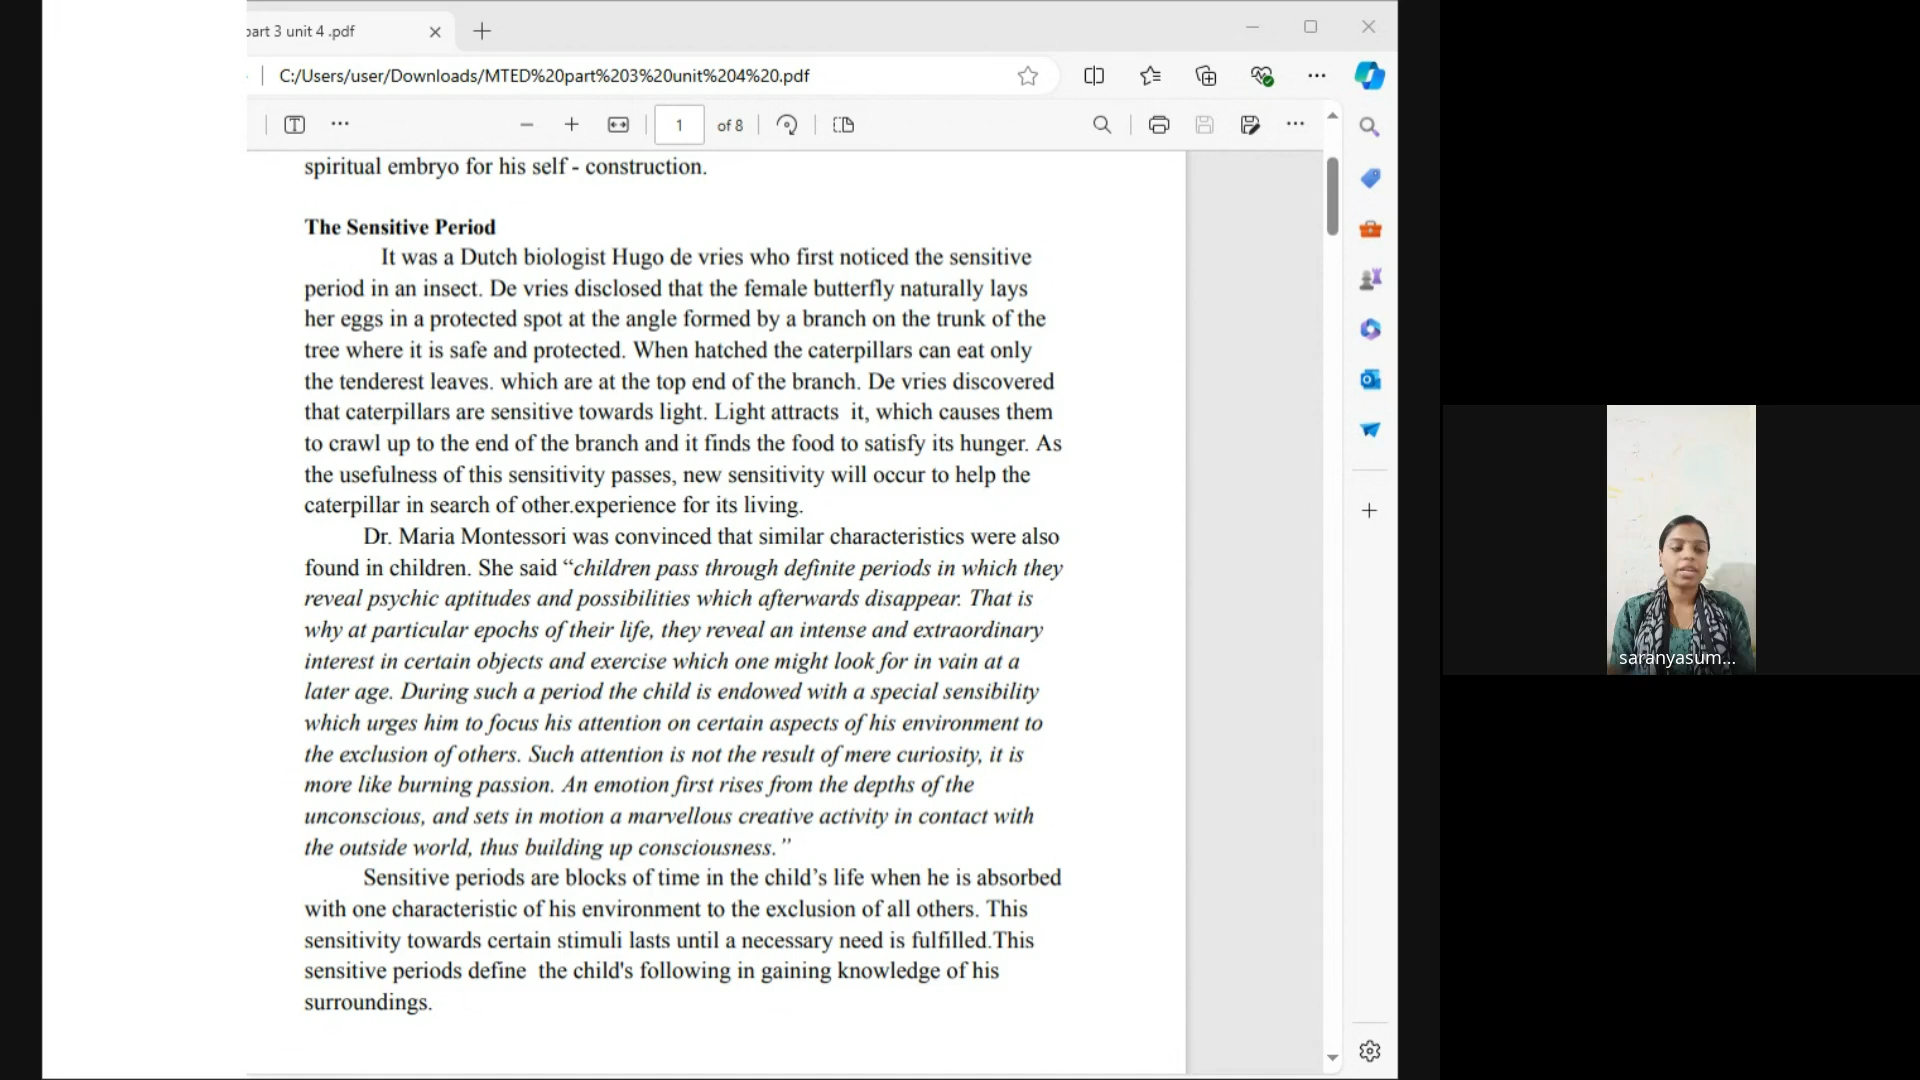 part 3 unit 4 .pdf
C:/Users/user/Downloads/MTED%20part%203%20unit%204%20.pdf
1 of 8
spiritual embryo for his self - construction.
The Sensitive Period
It was a Dutch biologist Hugo de vries who first noticed the sensitive
period in an insect. De vries disclosed that the female butterfly naturally lays
her eggs in a protected spot at the angle formed by a branch on the trunk of the
tree where it is safe and protected. When hatched the caterpillars can eat only
the tenderest leaves. which are at the top end of the branch. De vries discovered
that caterpillars are sensitive towards light. Light attracts  it, which causes them
to crawl up to the end of the branch and it finds the food to satisfy its hunger. As
the usefulness of this sensitivity passes, new sensitivity will occur to help the
caterpillar in search of other.experience for its living.
Dr. Maria Montessori was convinced that similar characteristics were also
found in children. She said “children pass through definite periods in which they
reveal psychic aptitudes and possibilities which afterwards disappear. That is
why at particular epochs of their life, they reveal an intense and extraordinary
interest in certain objects and exercise which one might look for in vain at a
later age. During such a period the child is endowed with a special sensibility
which urges him to focus his attention on certain aspects of his environment to
the exclusion of others. Such attention is not the result of mere curiosity, it is
more like burning passion. An emotion first rises from the depths of the
unconscious, and sets in motion a marvellous creative activity in contact with
the outside world, thus building up consciousness.”
Sensitive periods are blocks of time in the child’s life when he is absorbed
with one characteristic of his environment to the exclusion of all others. This
sensitivity towards certain stimuli lasts until a necessary need is fulfilled.This
sensitive periods define  the child's following in gaining knowledge of his
surroundings.
saranyasum...